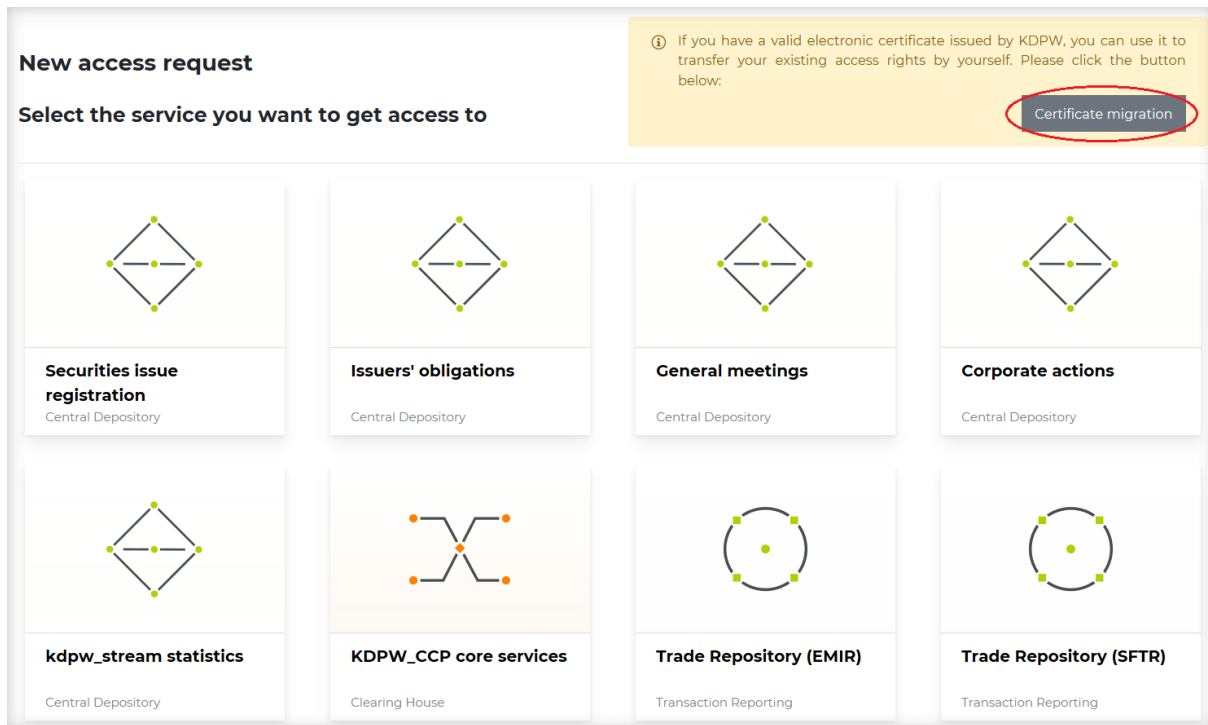 New access request
Select the service you want to get access to
If you have a valid electronic certificate issued by KDPW, you can use it to
transfer your existing access rights by yourself. Please click the button
below:
Certificate migration
Securities issue
registration
Central Depository
Issuers' obligations
Central Depository
General meetings
Central Depository
Corporate actions
Central Depository
kdpw_stream statistics
Central Depository
KDPW_CCP core services
Clearing House
Trade Repository (EMIR)
Transaction Reporting
Trade Repository (SFTR)
Transaction Reporting